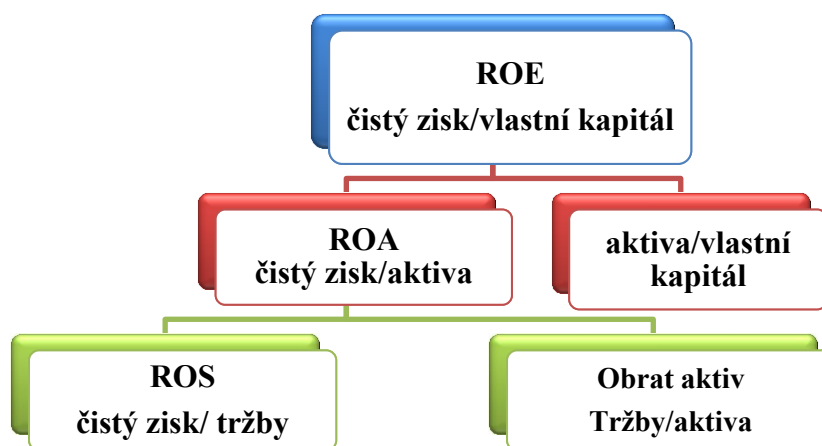 ROE
čistý zisk/vlastní kapitál
ROA
čistý zisk/aktiva
aktiva/vlastní
kapitál
ROS
čistý zisk/ tržby
Obrat aktiv
Tržby/aktiva